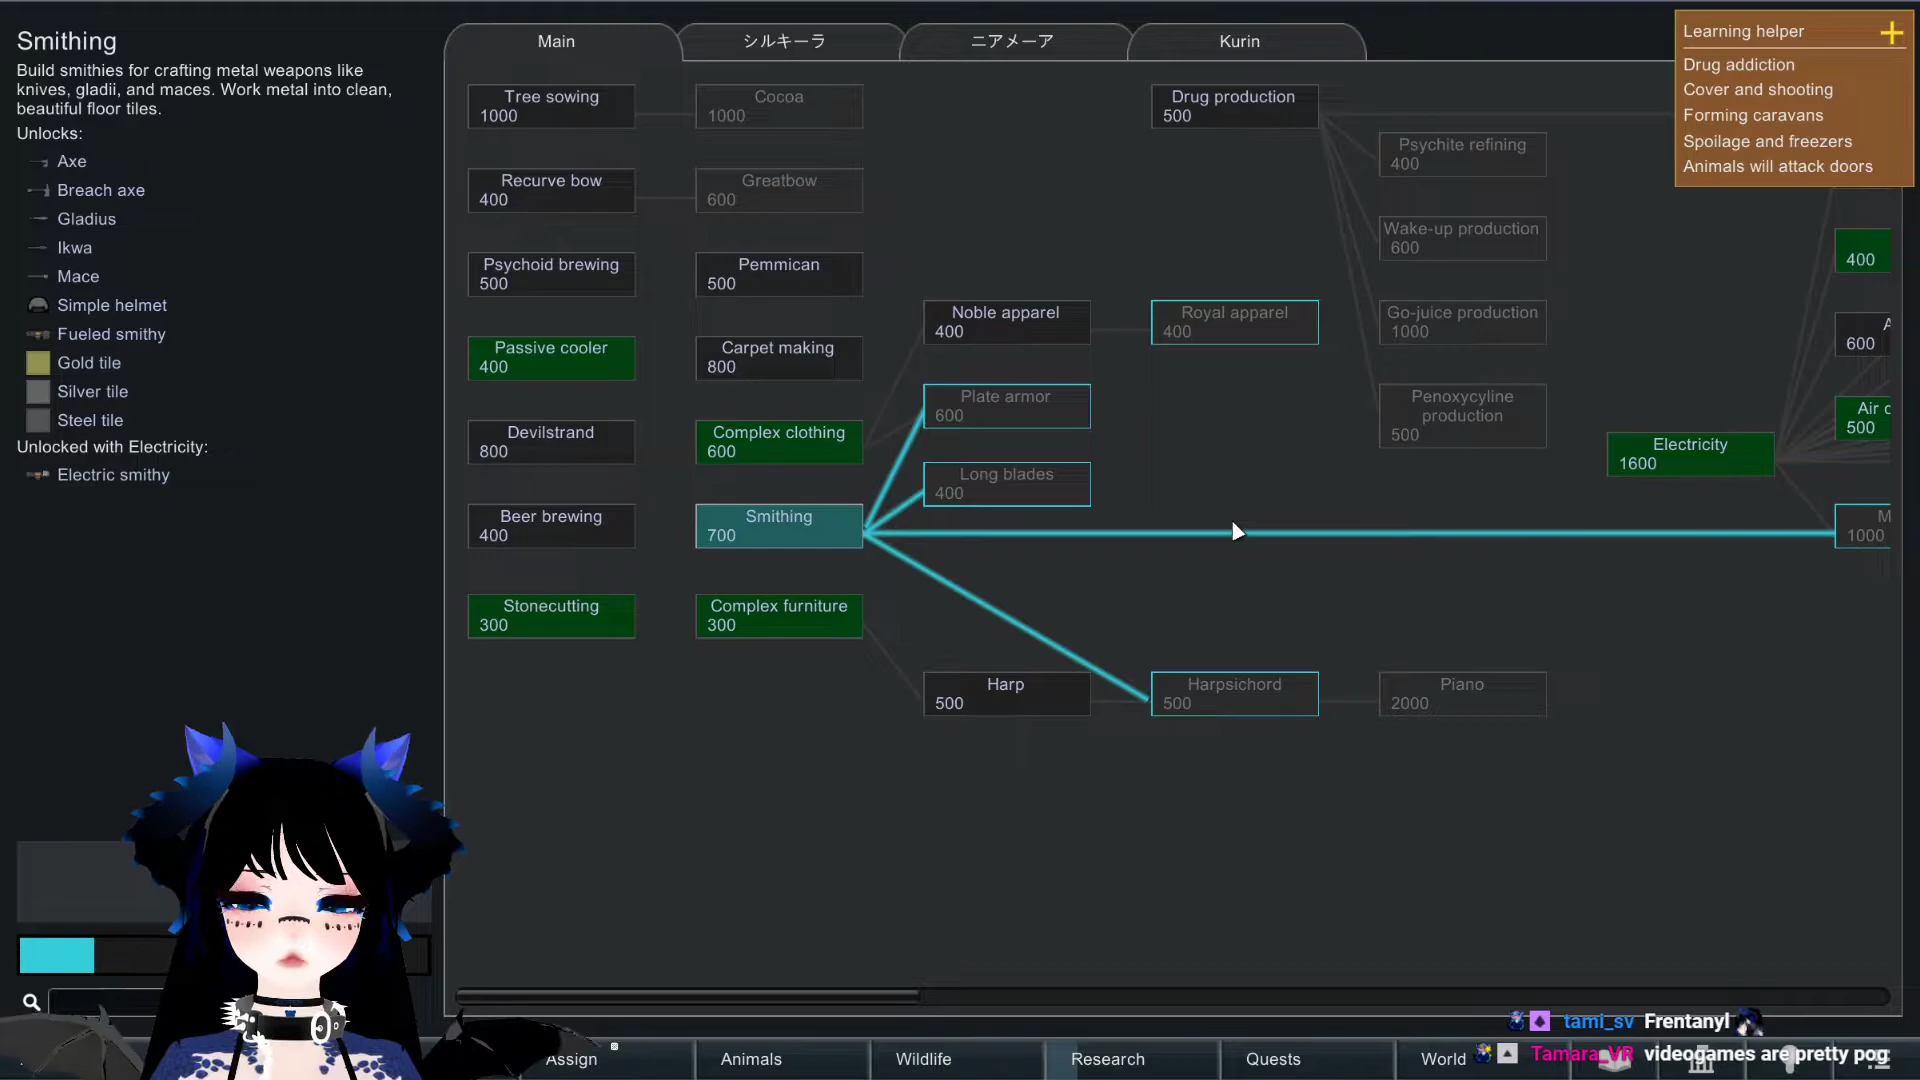 Smithing
Build smithies for crafting metal weapons like
knives, gladii, and maces. Work metal into clean,
beautiful floor tiles.
Unlocks:
Axe
Breach axe
Gladius
Ikwa
Mace
Simple helmet
Fueled smithy
Gold tile
Silver tile
Steel tile
Unlocked with Electricity:
Electric smithy
Main
シルキーラ
ニアメーア
Kurin
Learning helper
Drug addiction
Cover and shooting
Forming caravans
Spoilage and freezers
Animals will attack doors
Tree sowing
1000
Cocoa
1000
Drug production
500
Psychite refining
400
Recurve bow
400
Greatbow
600
Wake-up production
600
400
Psychoid brewing
500
Pemmican
500
Noble apparel
400
Royal apparel
400
Go-juice production
1000
600
Passive cooler
400
Carpet making
800
Plate armor
600
Penoxycyline
production
500
Air c
500
Devilstrand
800
Complex clothing
600
Long blades
400
Electricity
1600
Beer brewing
400
Smithing
700
M
1000
Stonecutting
300
Complex furniture
300
Harp
500
Harpsichord
500
Piano
2000
tami_sv Frentanyl
Tamara_VR videogames are pretty pog
Assign
Animals
Wildlife
Research
Quests
World